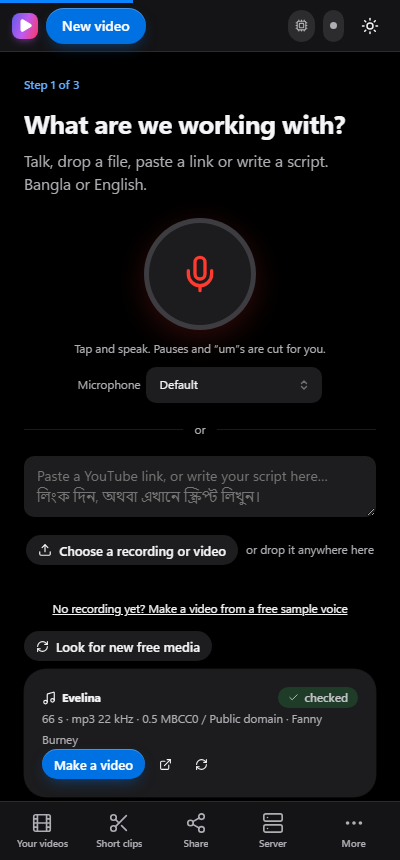 New video
Step 1 of 3
What are we working with?
Talk, drop a file, paste a link or write a script.
Bangla or English.
Tap and speak. Pauses and “um”s are cut for you.
Microphone Default
or
Paste a YouTube link, or write your script here…
লিংক দিন, অথবা এখানে স্ক্রিপ্ট লিখুন।
Choose a recording or video or drop it anywhere here
No recording yet? Make a video from a free sample voice
Look for new free media
Evelina checked
66 s · mp3 22 kHz · 0.5 MBCC0 / Public domain · Fanny
Burney
Make a video
Your videos Short clips Share Server More